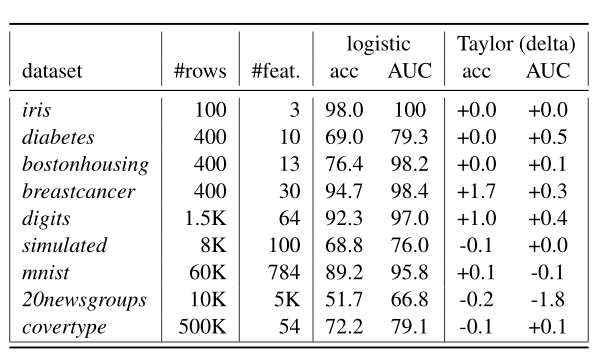 logistic Taylor (delta)
dataset #rows #feat. acc AUC acc AUC
iris 100 3 98.0 100 +0.0 +0.0
diabetes 400 10 69.0 79.3 +0.0 +0.5
bostonhousing 400 13 76.4 98.2 +0.0 +0.1
breastcancer 400 30 94.7 98.4 +1.7 +0.3
digits 1.5K 64 92.3 97.0 +1.0 +0.4
simulated 8K 100 68.8 76.0 -0.1 +0.0
mnist 60K 784 89.2 95.8 +0.1 -0.1
20newsgroups 10K 5K 51.7 66.8 -0.2 -1.8
covertype 500K 54 72.2 79.1 -0.1 +0.1